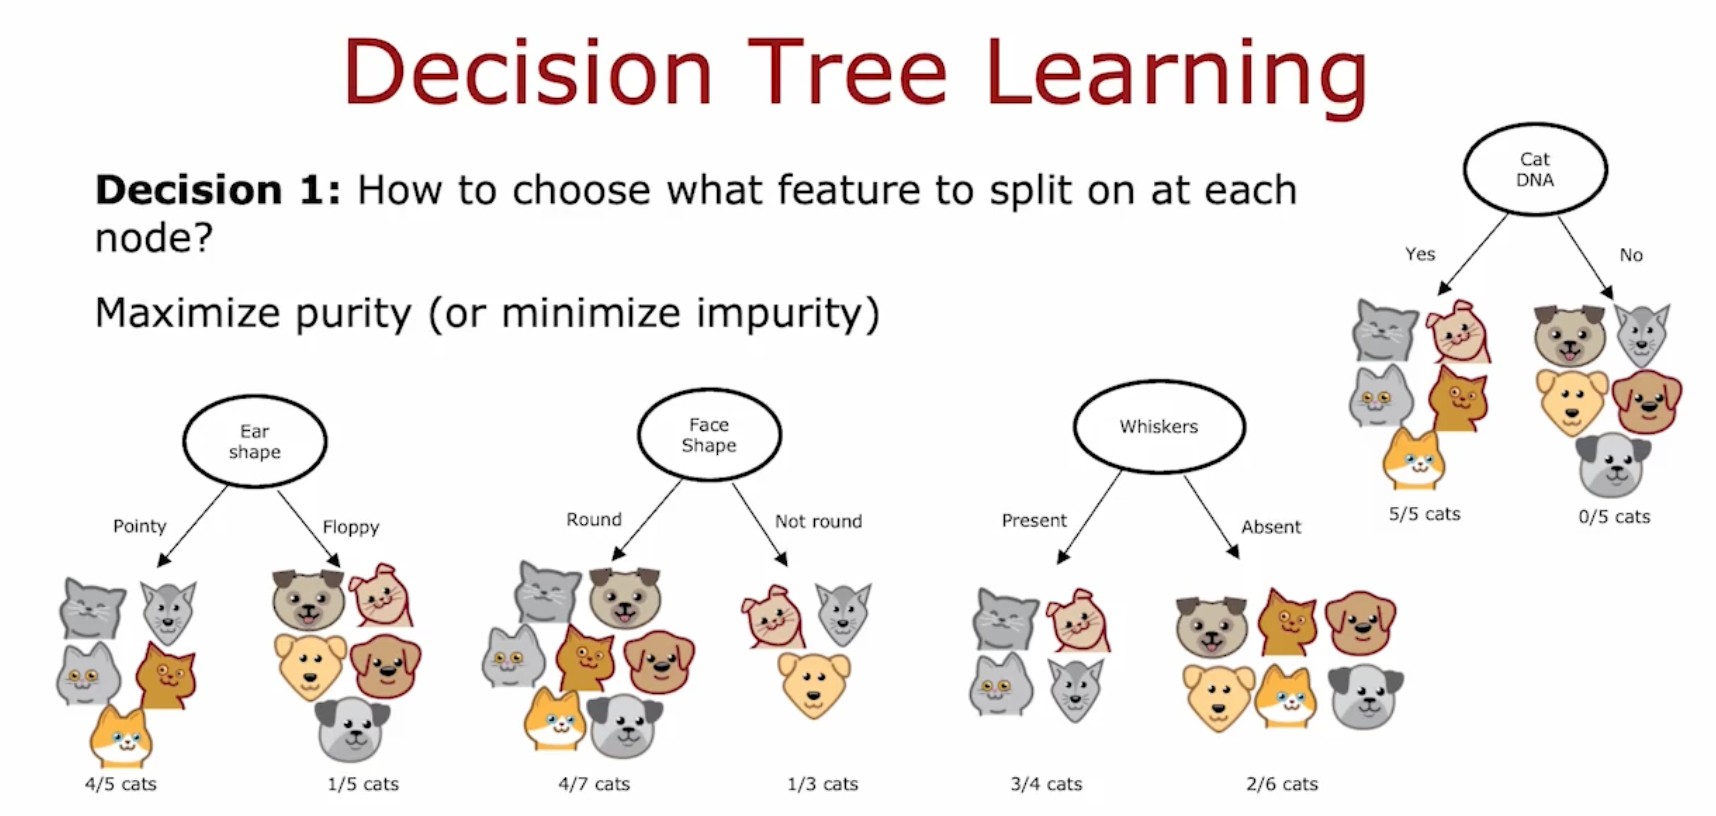 Decision Tree Learning
Decision 1: How to choose what feature to split on at each
node?
Maximize purity (or minimize impurity)
Cat
DNA
Yes
No
5/5 cats
0/5 cats
Ear
shape
Pointy
Floppy
4/5 cats
1/5 cats
Face
Shape
Round
Not round
4/7 cats
1/3 cats
Whiskers
Present
Absent
3/4 cats
2/6 cats